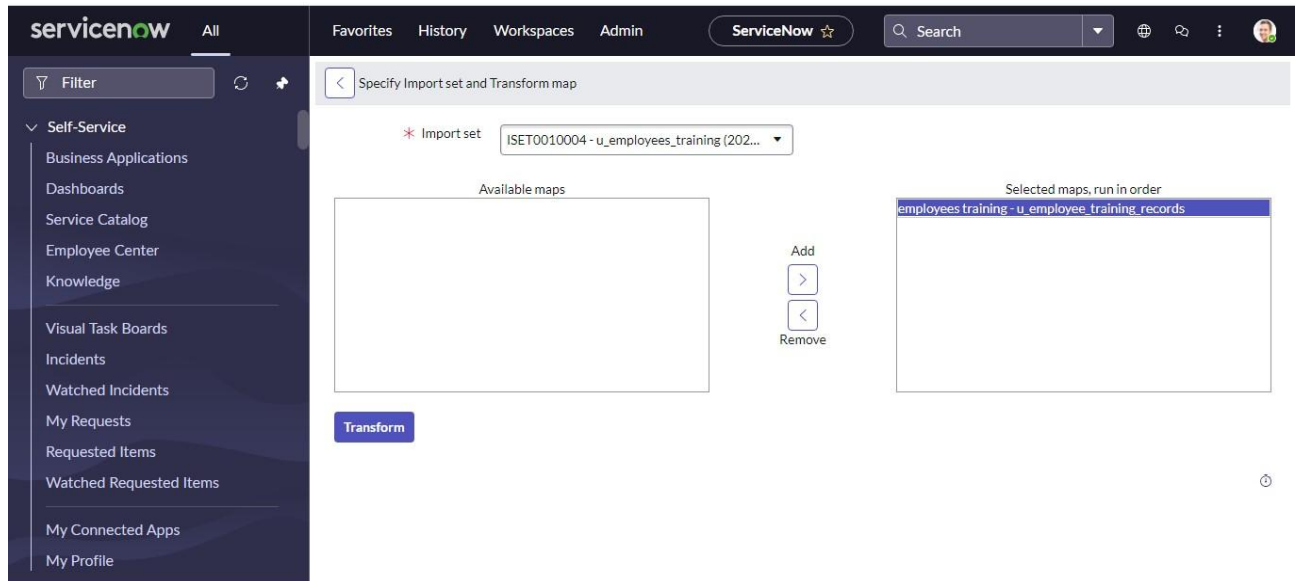 servicenow All Favorites History Workspaces Admin ServiceNow Search
Filter
Specify Import set and Transform map
Self-Service
Business Applications
Dashboards
Service Catalog
Employee Center
Knowledge
Visual Task Boards
Incidents
Watched Incidents
My Requests
Requested Items
Watched Requested Items
My Connected Apps
My Profile
* Import set ISET0010004 - u_employees_training (202...
Available maps
Add
Remove
Selected maps, run in order
employees training - u_employee_training_records
Transform